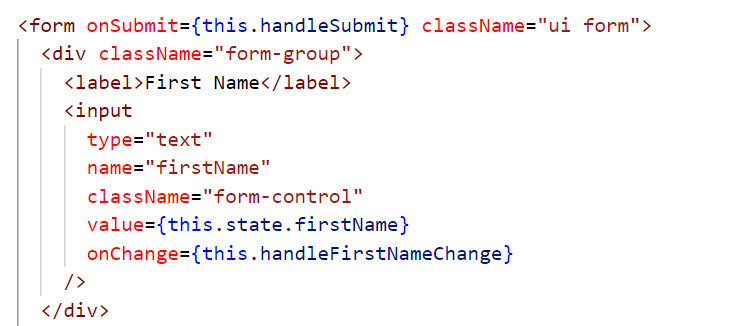 <form onSubmit={this.handleSubmit} className="ui form">
<div className="form-group">
<label>First Name</label>
<input
type="text"
name="firstName"
className="form-control"
value={this.state.firstName}
onChange={this.handleFirstNameChange}
/>
</div>